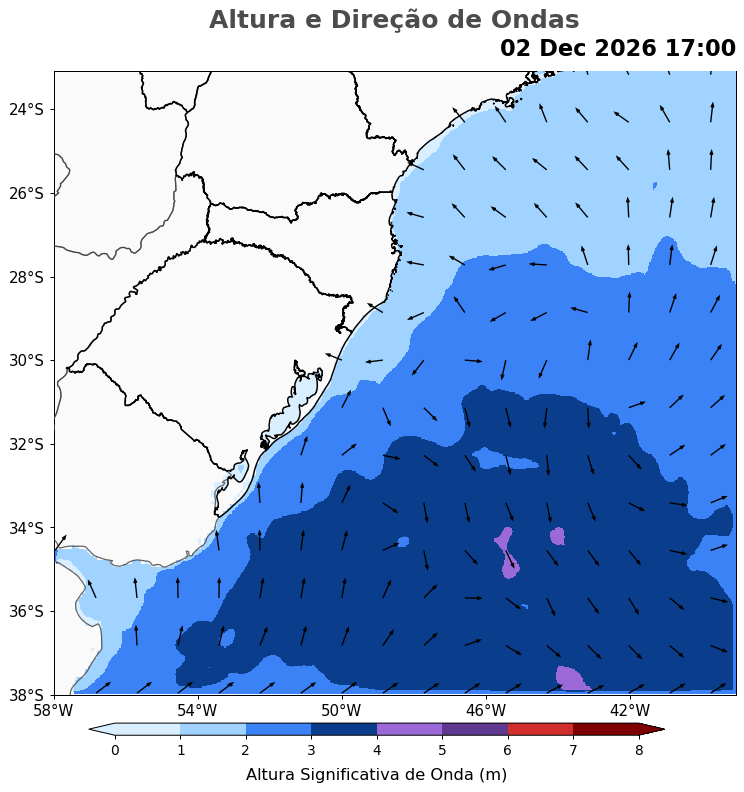 Altura e Direção de Ondas
02 Dec 2026 17:00
24°S
26°S
28°S
30°S
32°S
34°S
36°S
38°S
58°W 54°W 50°W 46°W 42°W
0 1 2 3 4 5 6 7 8
Altura Significativa de Onda (m)